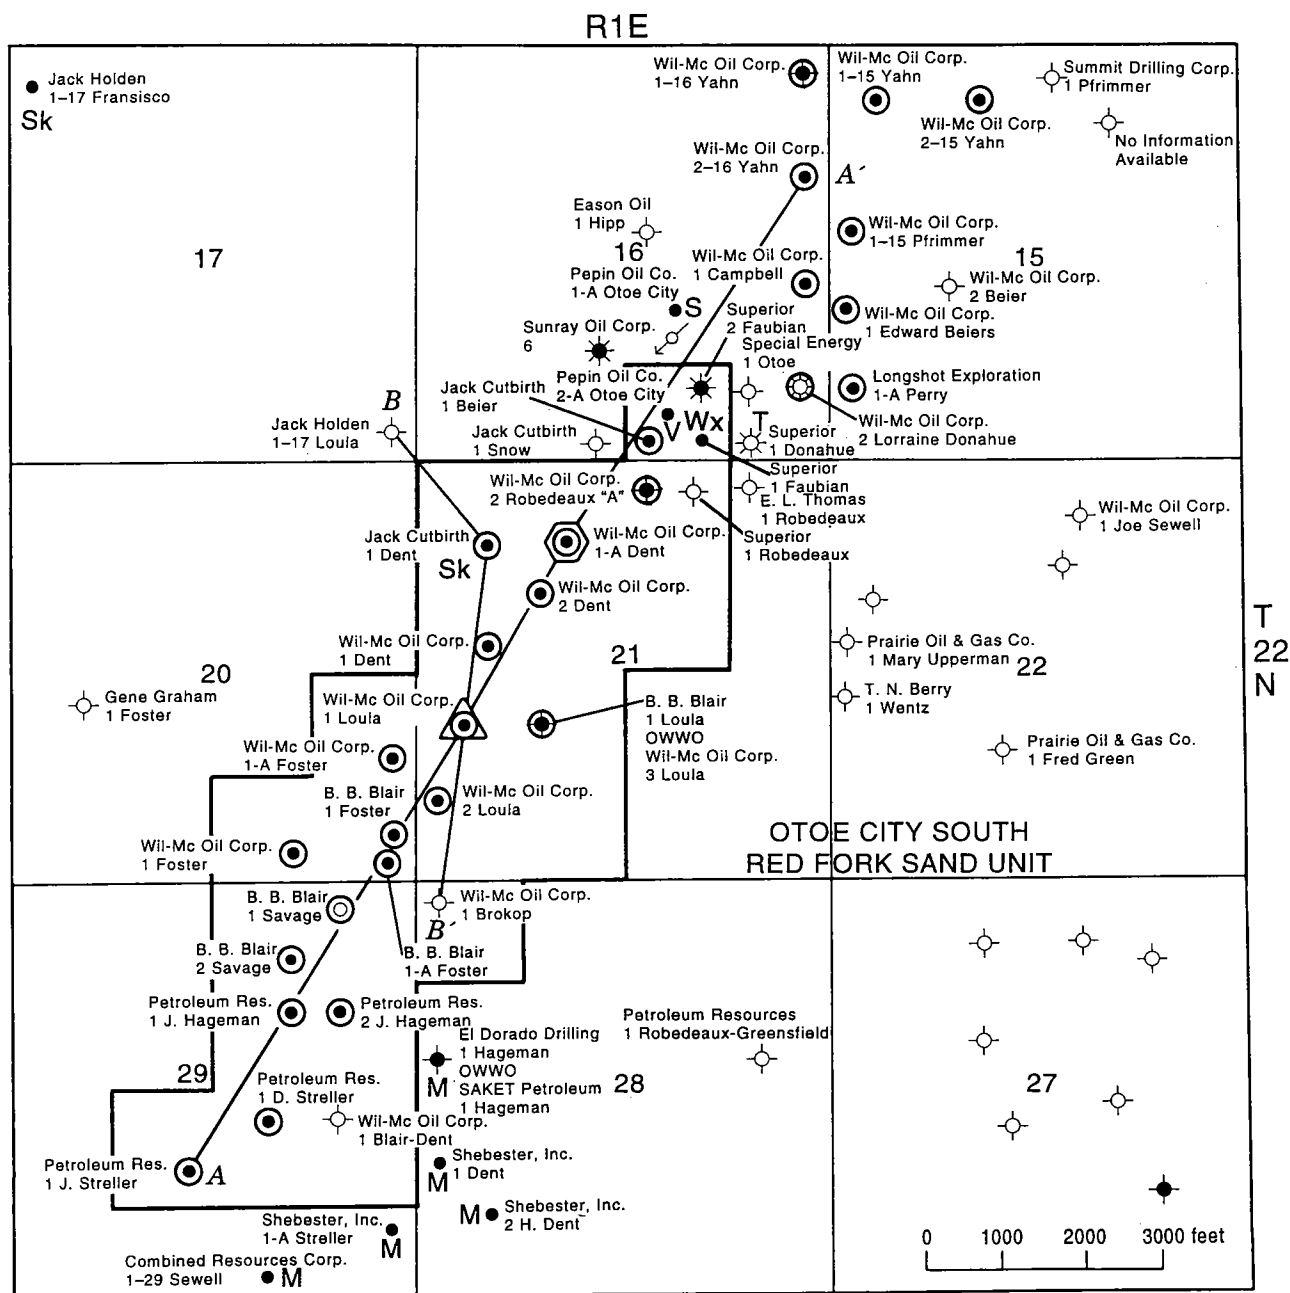 R1E
Jack Holden
1–17 Fransisco
Sk
Wil-Mc Oil Corp.
1–16 Yahn
Wil-Mc Oil Corp.
1–15 Yahn
Summit Drilling Corp.
1 Pfrimmer
Wil-Mc Oil Corp.
2–15 Yahn
No Information
Available
Wil-Mc Oil Corp.
2–16 Yahn
A´
Eason Oil
1 Hipp
16
17
Wil-Mc Oil Corp.
1–15 Pfrimmer
15
Wil-Mc Oil Corp.
1 Campbell
Pepin Oil Co.
1-A Otoe City
S
Wil-Mc Oil Corp.
2 Beier
Superior
2 Faubian
Wil-Mc Oil Corp.
1 Edward Beiers
Sunray Oil Corp.
6
Special Energy
1 Otoe
Pepin Oil Co.
2-A Otoe City
Jack Cutbirth
1 Beier
Longshot Exploration
1-A Perry
B
Jack Holden
1–17 Loula
V
Wx
T
Wil-Mc Oil Corp.
2 Lorraine Donahue
Jack Cutbirth
1 Snow
Superior
1 Donahue
Superior
1 Faubian
Wil-Mc Oil Corp.
2 Robedeaux “A”
E. L. Thomas
1 Robedeaux
Wil-Mc Oil Corp.
1 Joe Sewell
Jack Cutbirth
1 Dent
Wil-Mc Oil Corp.
1-A Dent
Superior
1 Robedeaux
Sk
Wil-Mc Oil Corp.
2 Dent
T
22
N
Wil-Mc Oil Corp.
1 Dent
20
21
Prairie Oil & Gas Co.
1 Mary Upperman
22
Gene Graham
1 Foster
Wil-Mc Oil Corp.
1 Loula
B. B. Blair
1 Loula
OWWO
Wil-Mc Oil Corp.
3 Loula
T. N. Berry
1 Wentz
Wil-Mc Oil Corp.
1-A Foster
Prairie Oil & Gas Co.
1 Fred Green
B. B. Blair
1 Foster
Wil-Mc Oil Corp.
2 Loula
OTOE CITY SOUTH
RED FORK SAND UNIT
Wil-Mc Oil Corp.
1 Foster
B. B. Blair
1 Savage
Wil-Mc Oil Corp.
1 Brokop
B´
B. B. Blair
2 Savage
B. B. Blair
1-A Foster
Petroleum Res.
1 J. Hageman
Petroleum Res.
2 J. Hageman
Petroleum Resources
1 Robedeaux-Greensfield
El Dorado Drilling
1 Hageman
OWWO
SAKET Petroleum
1 Hageman
M
29
28
27
Petroleum Res.
1 D. Streller
Wil-Mc Oil Corp.
1 Blair-Dent
Petroleum Res.
1 J. Streller
A
Shebester, Inc.
1 Dent
M
M
Shebester, Inc.
2 H. Dent
Shebester, Inc.
1-A Streller
M
Combined Resources Corp.
1–29 Sewell
M
0 1000 2000 3000 feet